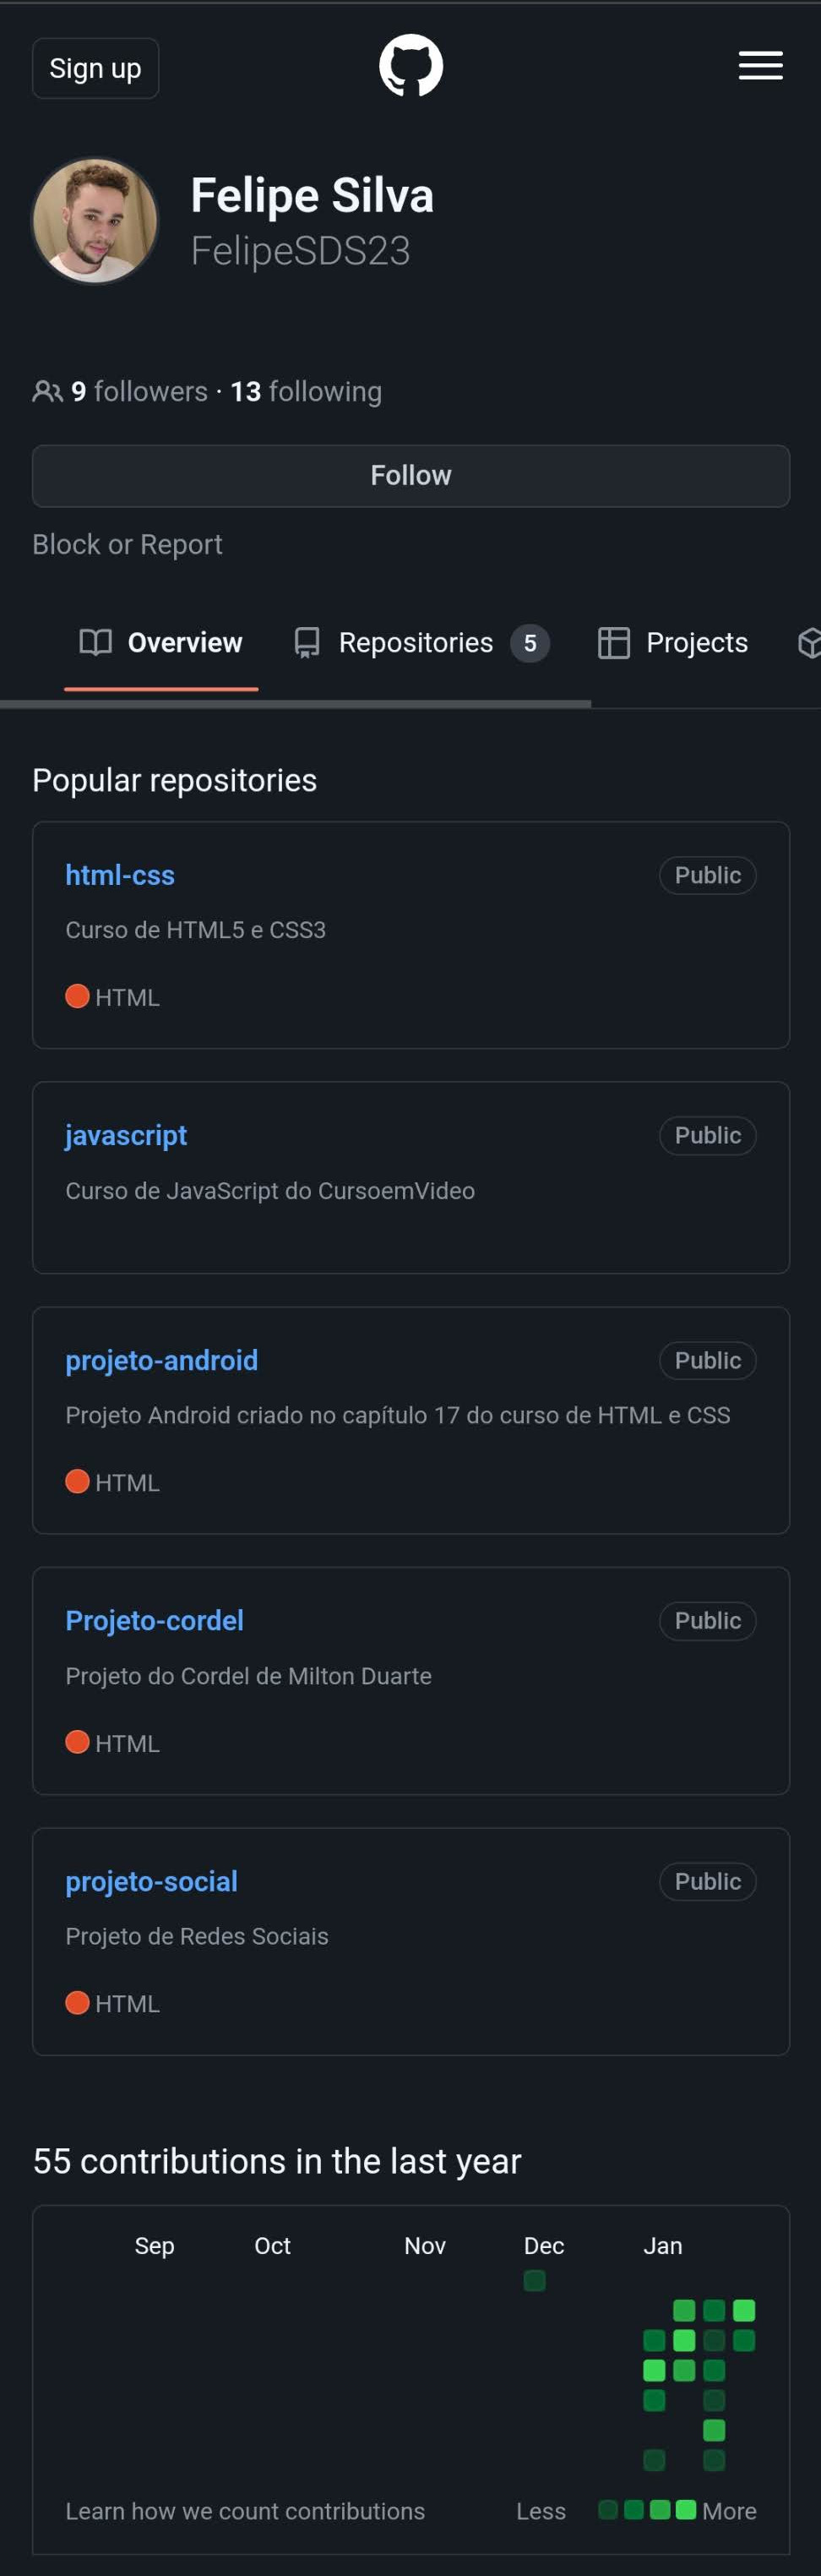 Sign up
Felipe Silva
FelipeSDS23
9 followers · 13 following
Follow
Block or Report
Overview Repositories 5 Projects
Popular repositories
html-css Public
Curso de HTML5 e CSS3
HTML
javascript Public
Curso de JavaScript do CursoemVideo
projeto-android Public
Projeto Android criado no capítulo 17 do curso de HTML e CSS
HTML
Projeto-cordel Public
Projeto do Cordel de Milton Duarte
HTML
projeto-social Public
Projeto de Redes Sociais
HTML
55 contributions in the last year
Sep Oct Nov Dec Jan
Learn how we count contributions Less More